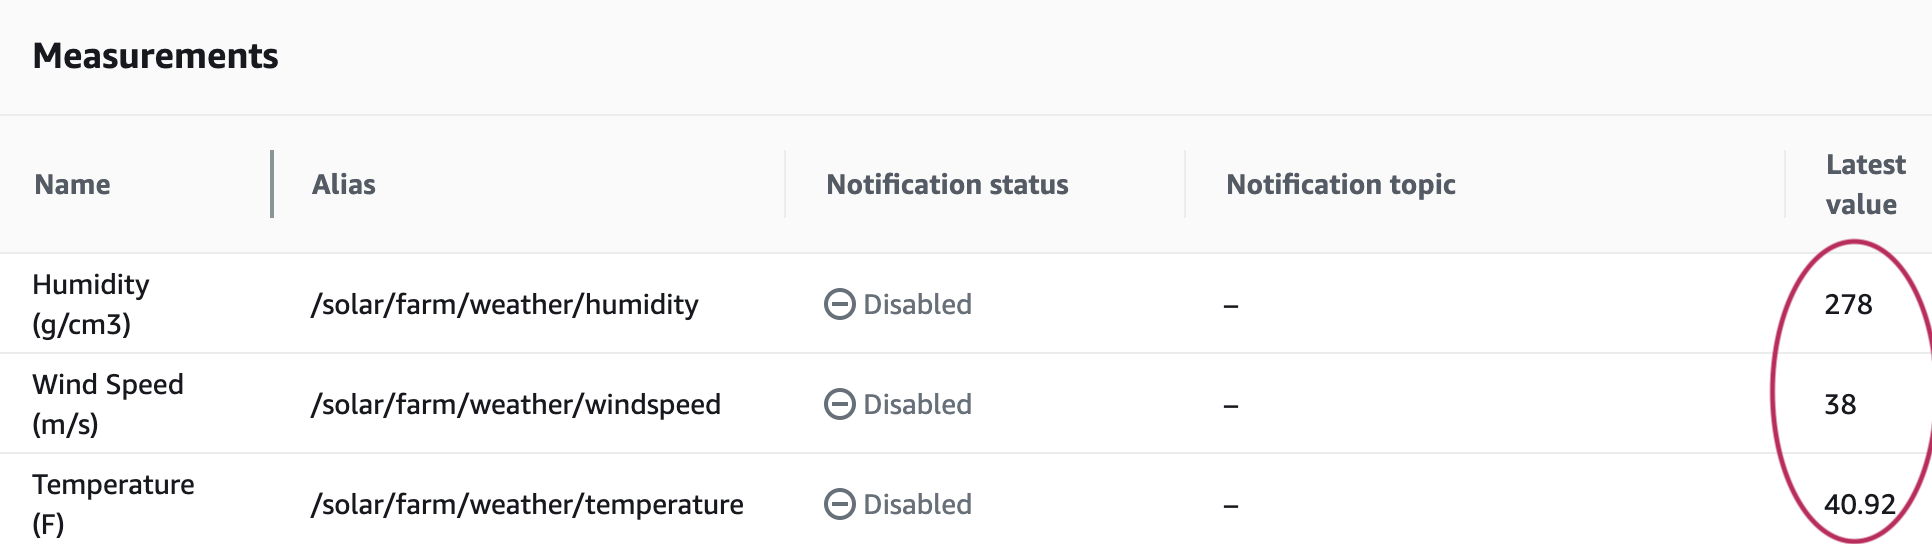 Measurements
Name Alias Notification status Notification topic Latest value
Humidity (g/cm3) /solar/farm/weather/humidity Disabled – 278
Wind Speed (m/s) /solar/farm/weather/windspeed Disabled – 38
Temperature (F) /solar/farm/weather/temperature Disabled – 40.92